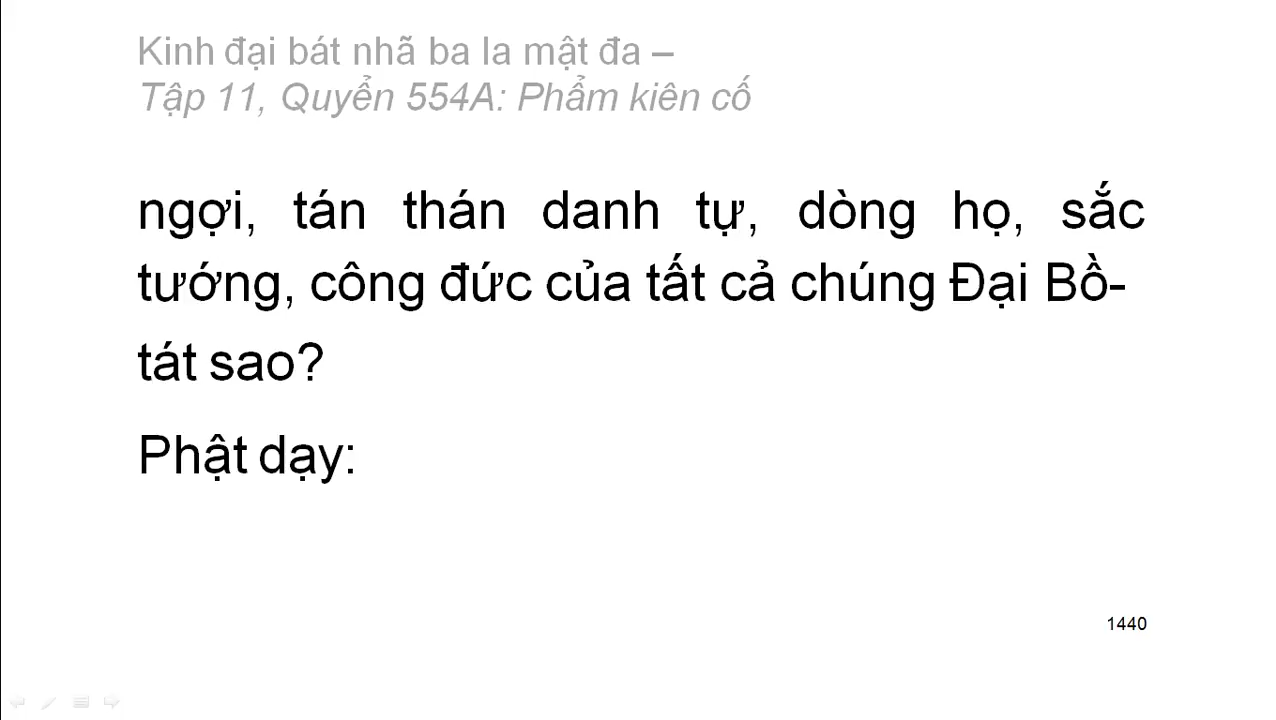 Kinh đại bát nhã ba la mật đa –
Tập 11, Quyển 554A: Phẩm kiên cố
ngợi, tán thán danh tự, dòng họ, sắc
tướng, công đức của tất cả chúng Đại Bồ-
tát sao?
Phật dạy:
1440